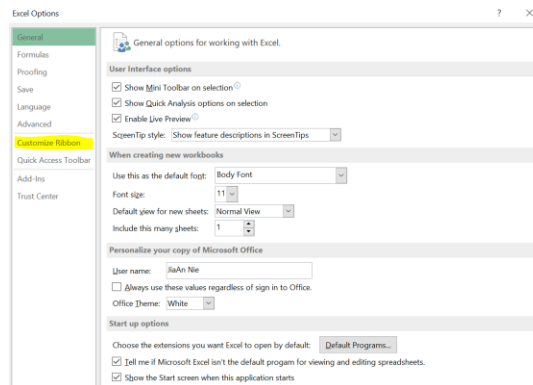 Excel Options
?
General
Formulas
Proofing
Save
Language
Advanced
Customize Ribbon
Quick Access Toolbar
Add-Ins
Trust Center
General options for working with Excel.
User Interface options
Show Mini Toolbar on selection
Show Quick Analysis options on selection
Enable Live Preview
ScreenTip style: Show feature descriptions in ScreenTips
When creating new workbooks
Use this as the default font: Body Font
Font size: 11
Default view for new sheets: Normal View
Include this many sheets: 1
Personalize your copy of Microsoft Office
User name: JiaAn Nie
Always use these values regardless of sign in to Office.
Office Theme: White
Start up options
Choose the extensions you want Excel to open by default: Default Programs...
Tell me if Microsoft Excel isn't the default progam for viewing and editing spreadsheets.
Show the Start screen when this application starts